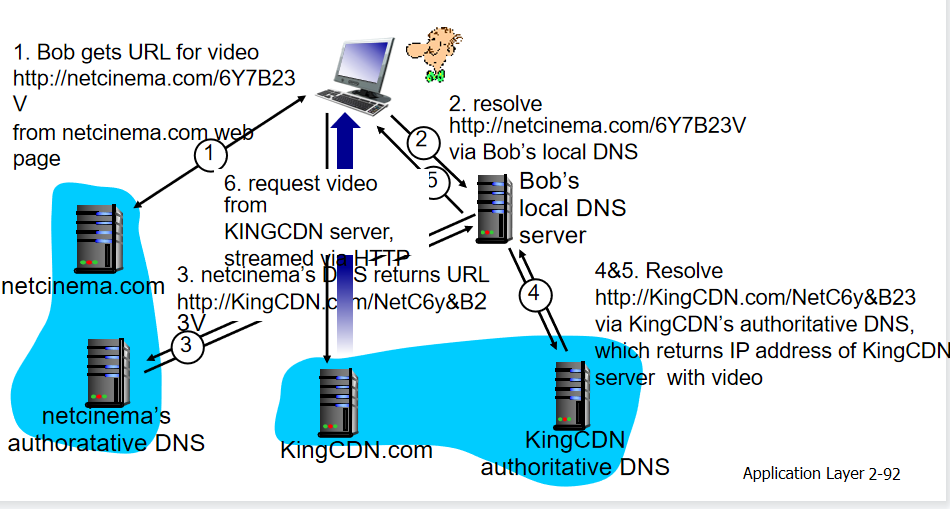 1. Bob gets URL for video
http://netcinema.com/6Y7B23
V
from netcinema.com web
page
1
2. resolve
http://netcinema.com/6Y7B23V
via Bob's local DNS
2
5
Bob's
local DNS
server
6. request video
from
KINGCDN server,
streamed via HTTP
netcinema.com
3. netcinema's DNS returns URL
http://KingCDN.com/NetC6y&B2
3V
3
4
4&5. Resolve
http://KingCDN.com/NetC6y&B23
via KingCDN's authoritative DNS,
which returns IP address of KingCDN
server with video
netcinema's
authoratative DNS
KingCDN.com
KingCDN
authoritative DNS
Application Layer 2-92